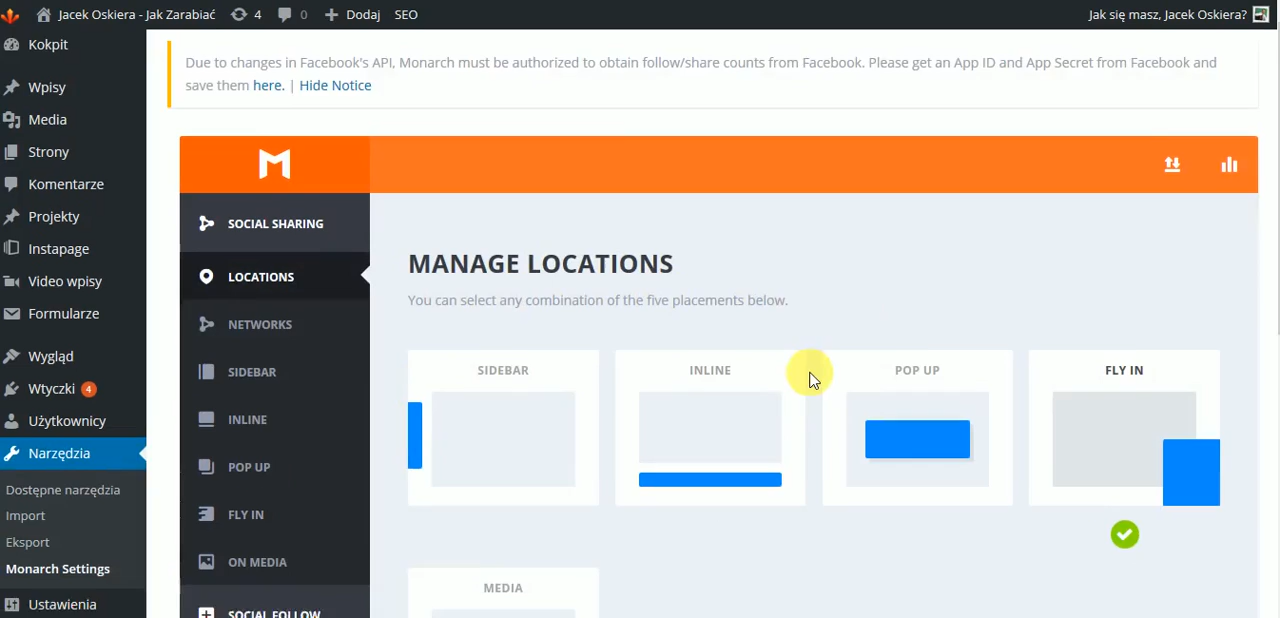 Jacek Oskiera - Jak Zarabiać
4
0
Dodaj
SEO
Jak się masz, Jacek Oskiera?
Kokpit
Wpisy
Media
Strony
Komentarze
Projekty
Instapage
Video wpisy
Formularze
Wygląd
Wtyczki 4
Użytkownicy
Narzędzia
Dostępne narzędzia
Import
Eksport
Monarch Settings
Ustawienia
Due to changes in Facebook's API, Monarch must be authorized to obtain follow/share counts from Facebook. Please get an App ID and App Secret from Facebook and
save them here. | Hide Notice
SOCIAL SHARING
LOCATIONS
NETWORKS
SIDEBAR
INLINE
POP UP
FLY IN
ON MEDIA
SOCIAL FOLLOW
MANAGE LOCATIONS
You can select any combination of the five placements below.
SIDEBAR
INLINE
POP UP
FLY IN
MEDIA